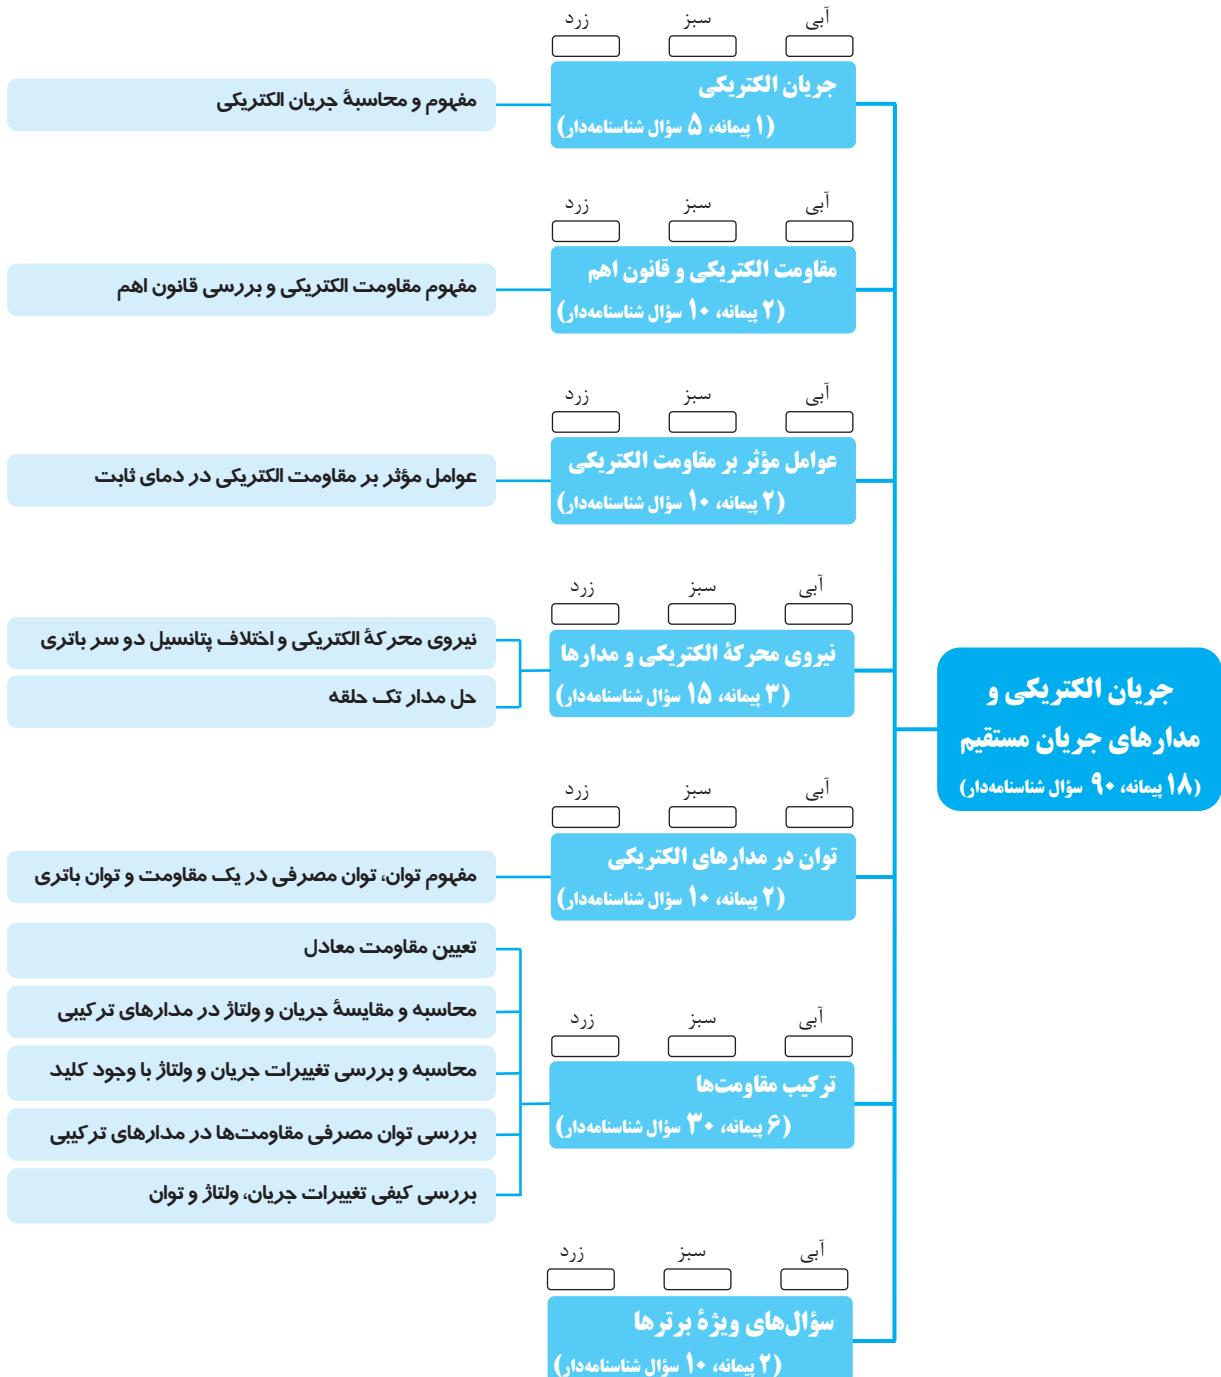 جریان الکتریکی و
مدارهای جریان مستقیم
(۱۸ پیمانه، ۹۰ سؤال شناسنامه‌دار)
آبی سبز زرد
جریان الکتریکی
(۱ پیمانه، ۵ سؤال شناسنامه‌دار)
مفهوم و محاسبهٔ جریان الکتریکی
آبی سبز زرد
مقاومت الکتریکی و قانون اهم
(۲ پیمانه، ۱۰ سؤال شناسنامه‌دار)
مفهوم مقاومت الکتریکی و بررسی قانون اهم
آبی سبز زرد
عوامل مؤثر بر مقاومت الکتریکی
(۲ پیمانه، ۱۰ سؤال شناسنامه‌دار)
عوامل مؤثر بر مقاومت الکتریکی در دمای ثابت
آبی سبز زرد
نیروی محرکهٔ الکتریکی و مدارها
(۳ پیمانه، ۱۵ سؤال شناسنامه‌دار)
نیروی محرکهٔ الکتریکی و اختلاف پتانسیل دو سر باتری
حل مدار تک حلقه
آبی سبز زرد
توان در مدارهای الکتریکی
(۲ پیمانه، ۱۰ سؤال شناسنامه‌دار)
مفهوم توان، توان مصرفی در یک مقاومت و توان باتری
آبی سبز زرد
ترکیب مقاومت‌ها
(۶ پیمانه، ۳۰ سؤال شناسنامه‌دار)
تعیین مقاومت معادل
محاسبه و مقایسهٔ جریان و ولتاژ در مدارهای ترکیبی
محاسبه و بررسی تغییرات جریان و ولتاژ با وجود کلید
بررسی توان مصرفی مقاومت‌ها در مدارهای ترکیبی
بررسی کیفی تغییرات جریان، ولتاژ و توان
آبی سبز زرد
سؤال‌های ویژهٔ برترها
(۲ پیمانه، ۱۰ سؤال شناسنامه‌دار)